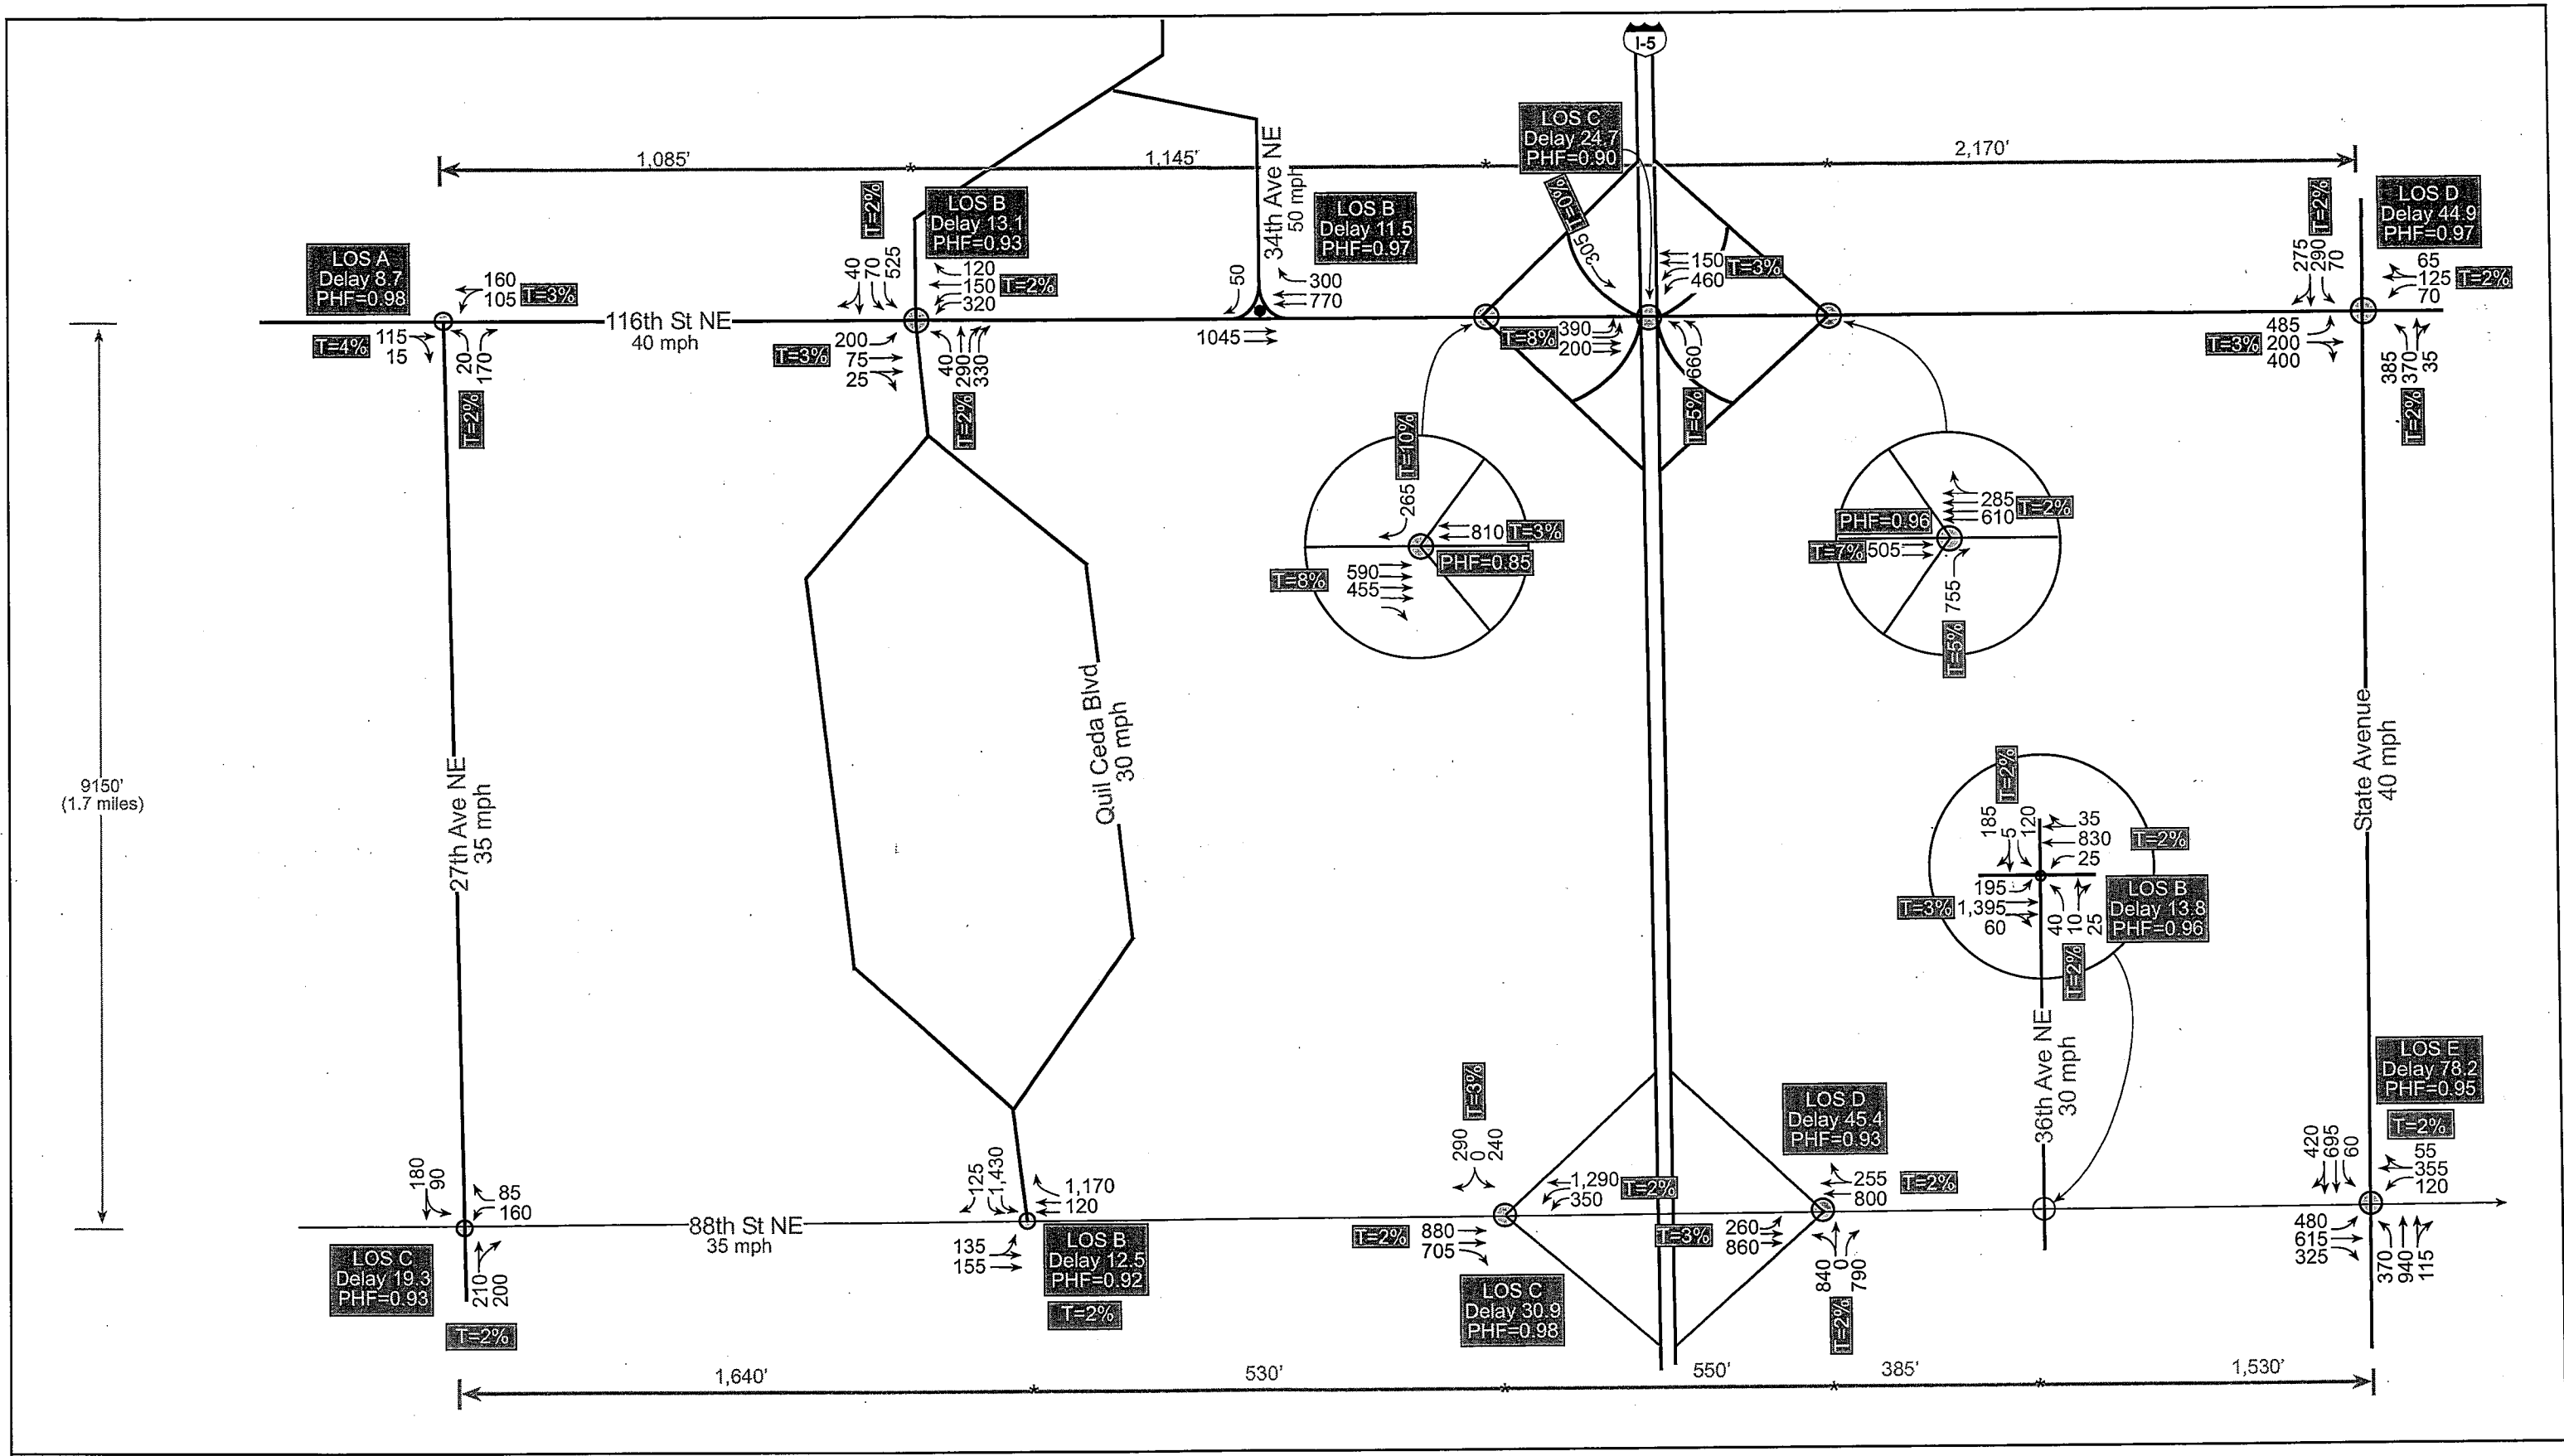 I-5
LOS C
Delay 24.7
PHF=0.90
1,085'
1,145'
2,170'
34th Ave NE
50 mph
T=0%
305
T=2%
LOS B
Delay 13.1
PHF=0.93
LOS B
Delay 11.5
PHF=0.97
T=2%
LOS D
Delay 44.9
PHF=0.97
LOS A
Delay 8.7
PHF=0.98
160
105
T=3%
40
70
525
120
150
320
T=2%
50
300
770
150
460
T=3%
275
290
70
65
125
70
T=2%
116th St NE
40 mph
T=4%
115
15
20
170
T=2%
T=3%
200
75
25
40
290
330
T=2%
1045
T=8%
390
200
660
T=5%
T=3%
485
200
400
385
370
35
T=2%
T=10%
265
810
T=3%
PHF=0.85
T=8%
590
455
285
610
T=2%
PHF=0.96
T=7%
505
755
T=5%
9150'
(1.7 miles)
27th Ave NE
35 mph
Quil Ceda Blvd
30 mph
State Avenue
40 mph
T=2%
185
5
120
35
830
25
T=2%
195
T=3%
1,395
60
40
10
25
T=2%
LOS B
Delay 13.8
PHF=0.96
36th Ave NE
30 mph
180
90
85
160
88th St NE
35 mph
LOS C
Delay 19.3
PHF=0.93
210
200
T=2%
125
1,430
1,170
120
135
155
LOS B
Delay 12.5
PHF=0.92
T=2%
T=3%
290
0
240
1,290
350
T=2%
T=2%
880
705
LOS C
Delay 30.9
PHF=0.98
LOS D
Delay 45.4
PHF=0.93
255
800
T=2%
T=3%
260
860
840
0
790
T=2%
LOS E
Delay 78.2
PHF=0.95
T=2%
420
695
60
55
355
120
480
615
325
370
940
115
1,640'
530'
550'
385'
1,530'